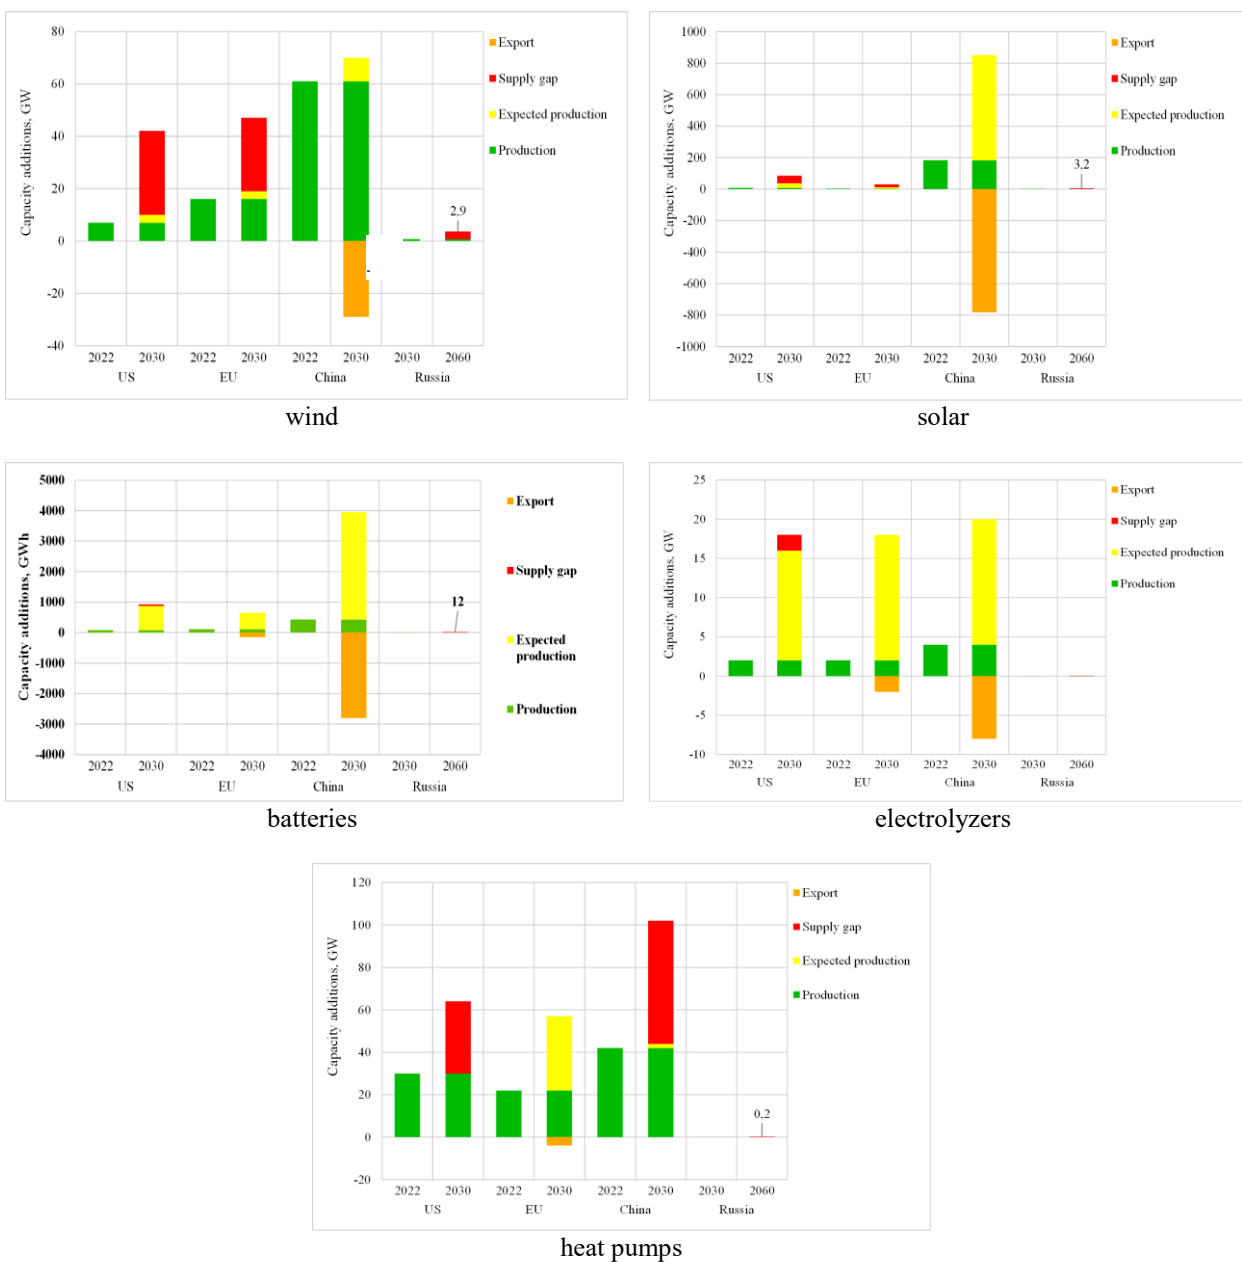 80
60
40
20
0
-20
-40
Capacity additions, GW
2,9
-
2022 2030 2022 2030 2022 2030 2030 2060
US EU China Russia
Export
Supply gap
Expected production
Production
wind
1000
800
600
400
200
0
-200
-400
-600
-800
-1000
Capacity additions, GW
3,2
2022 2030 2022 2030 2022 2030 2030 2060
US EU China Russia
Export
Supply gap
Expected production
Production
solar
5000
4000
3000
2000
1000
0
-1000
-2000
-3000
-4000
Capacity additions, GWh
12
2022 2030 2022 2030 2022 2030 2030 2060
US EU China Russia
Export
Supply gap
Expected
production
Production
batteries
25
20
15
10
5
0
-5
-10
Capacity additions, GW
2022 2030 2022 2030 2022 2030 2030 2060
US EU China Russia
Export
Supply gap
Expected production
Production
electrolyzers
120
100
80
60
40
20
0
-20
Capacity additions, GW
0,2
2022 2030 2022 2030 2022 2030 2030 2060
US EU China Russia
Export
Supply gap
Expected production
Production
heat pumps